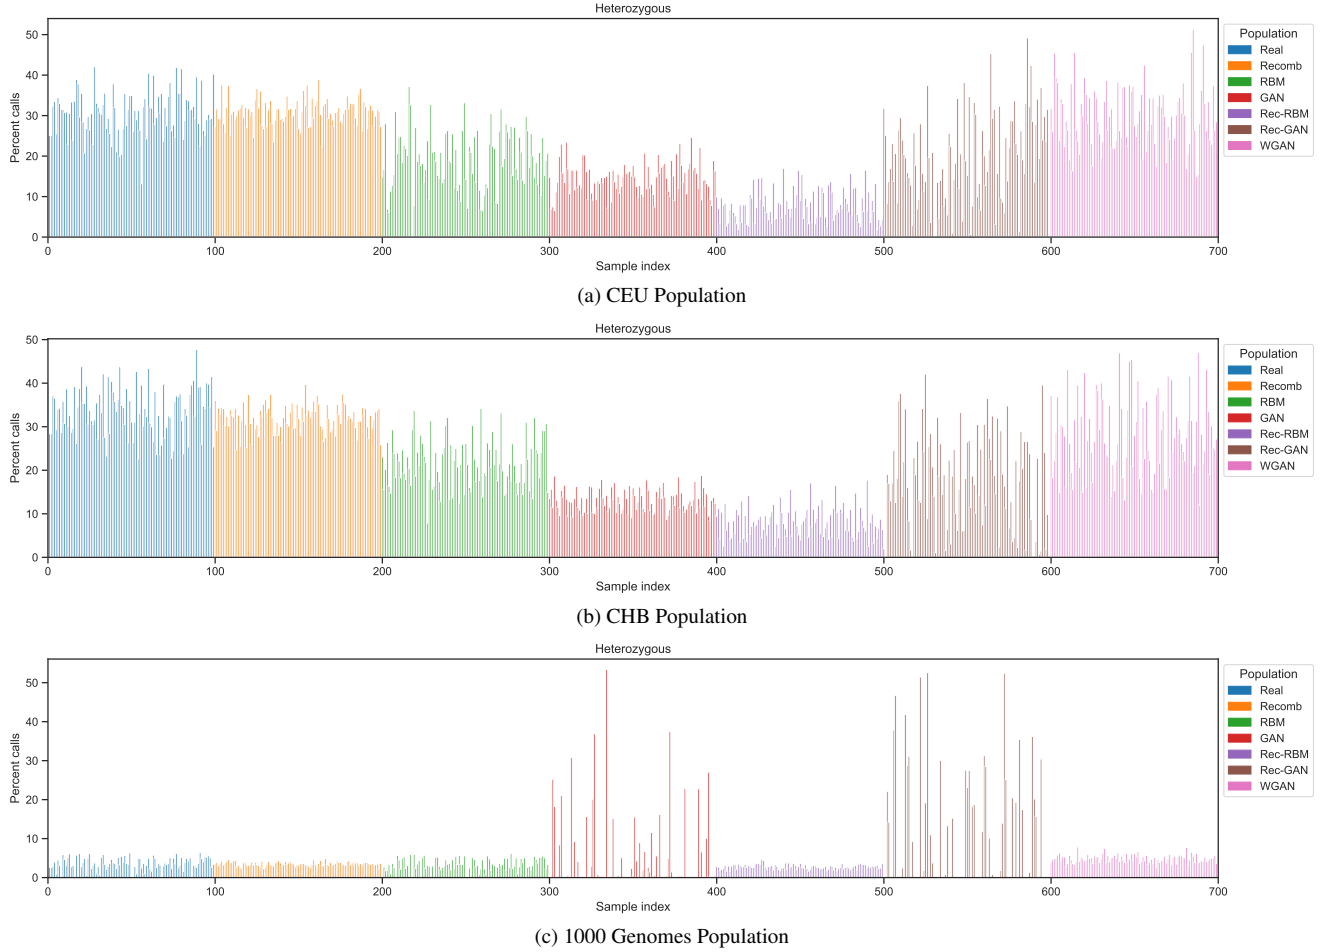 Heterozygous
50
40
30
20
10
0
Percent calls
0 100 200 300 400 500 600 700
Sample index
Population
Real
Recomb
RBM
GAN
Rec-RBM
Rec-GAN
WGAN
(a) CEU Population
Heterozygous
50
40
30
20
10
0
Percent calls
0 100 200 300 400 500 600 700
Sample index
Population
Real
Recomb
RBM
GAN
Rec-RBM
Rec-GAN
WGAN
(b) CHB Population
Heterozygous
50
40
30
20
10
0
Percent calls
0 100 200 300 400 500 600 700
Sample index
Population
Real
Recomb
RBM
GAN
Rec-RBM
Rec-GAN
WGAN
(c) 1000 Genomes Population